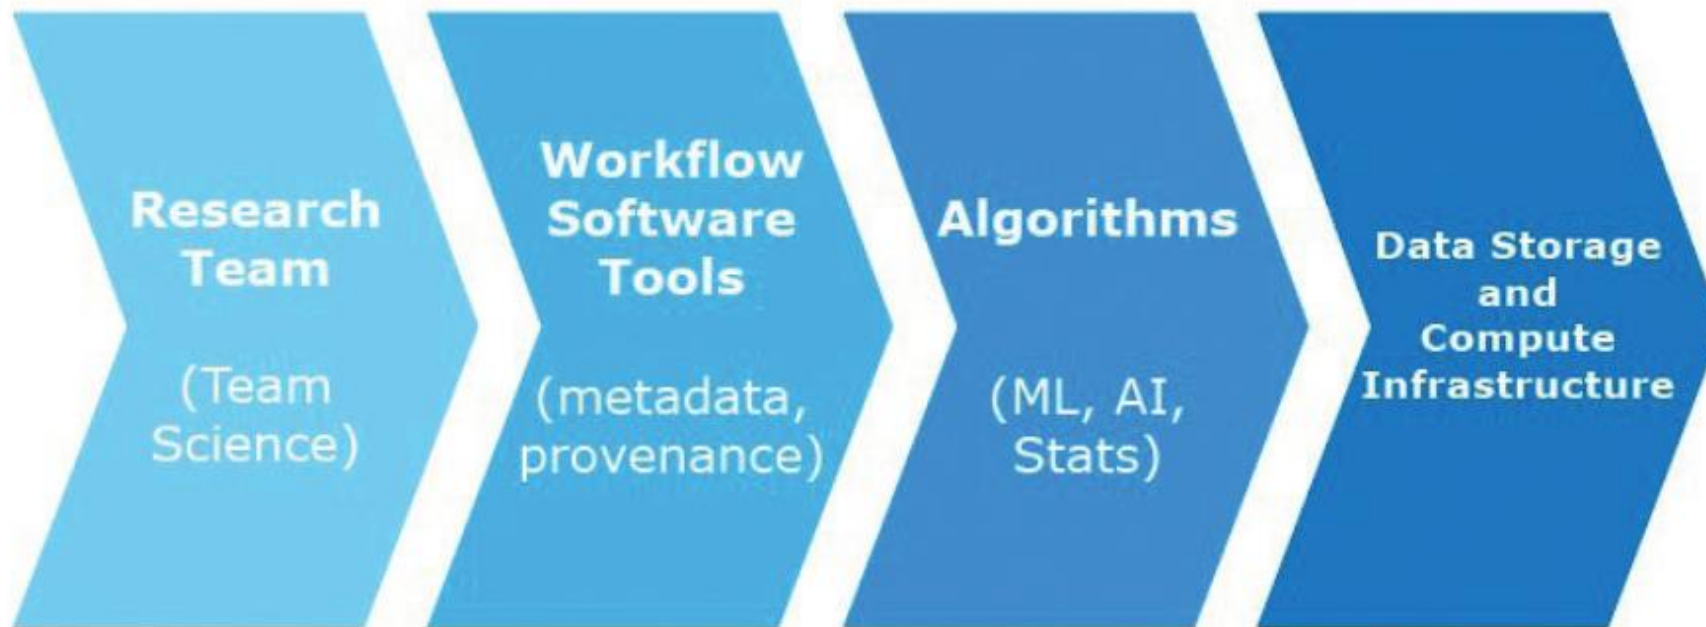 Research
Team
(Team
Science)
Workflow
Software
Tools
(metadata,
provenance)
Algorithms
(ML, AI,
Stats)
Data Storage
and
Compute
Infrastructure